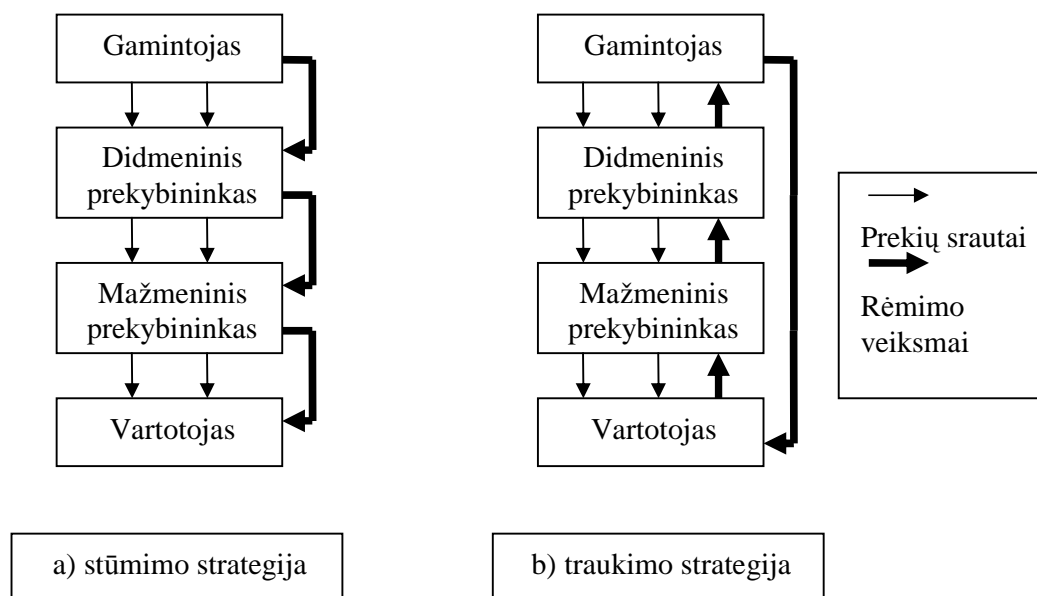 Gamintojas
Didmeninis
prekybininkas
Mažmeninis
prekybininkas
Vartotojas
a) stūmimo strategija
Gamintojas
Didmeninis
prekybininkas
Mažmeninis
prekybininkas
Vartotojas
b) traukimo strategija
Prekių srautai
Rėmimo
veiksmai